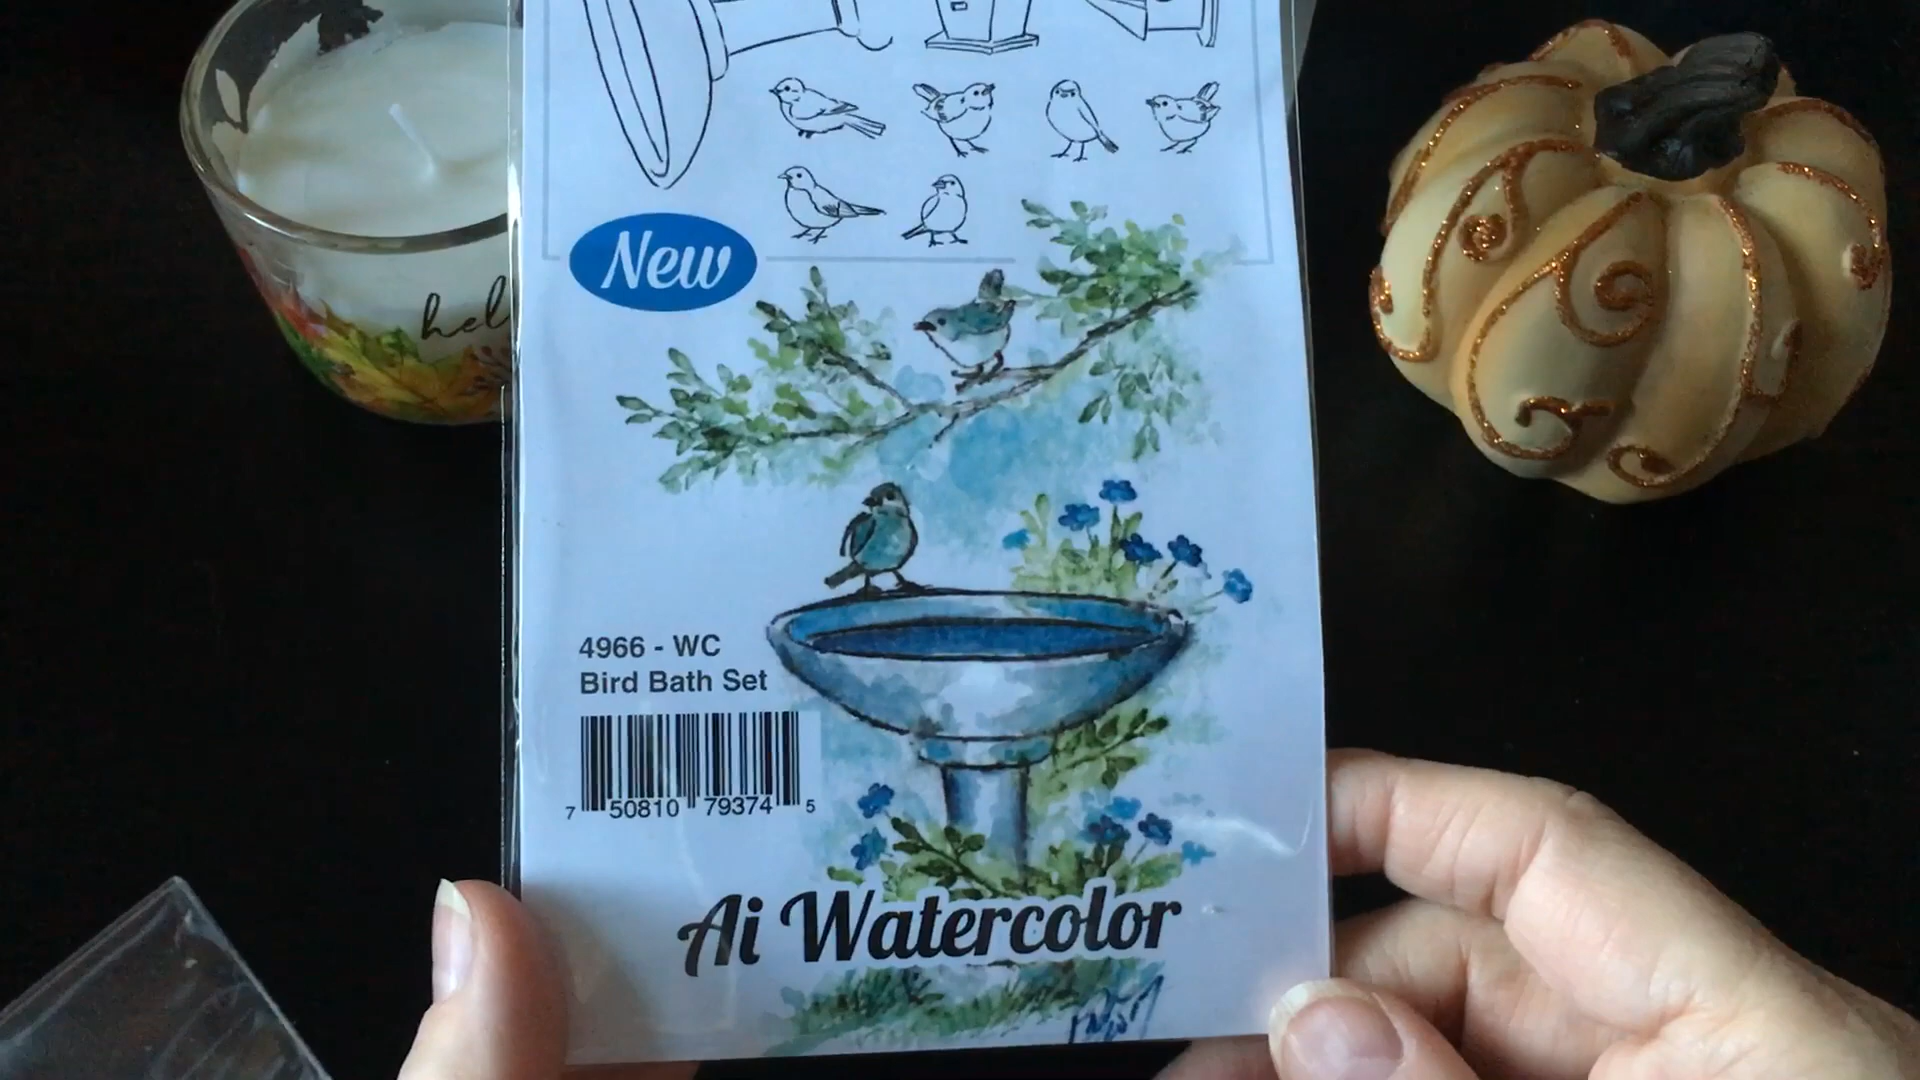 New
hel
4966 - WC
Bird Bath Set
7 50810 79374 5
Ai Watercolor